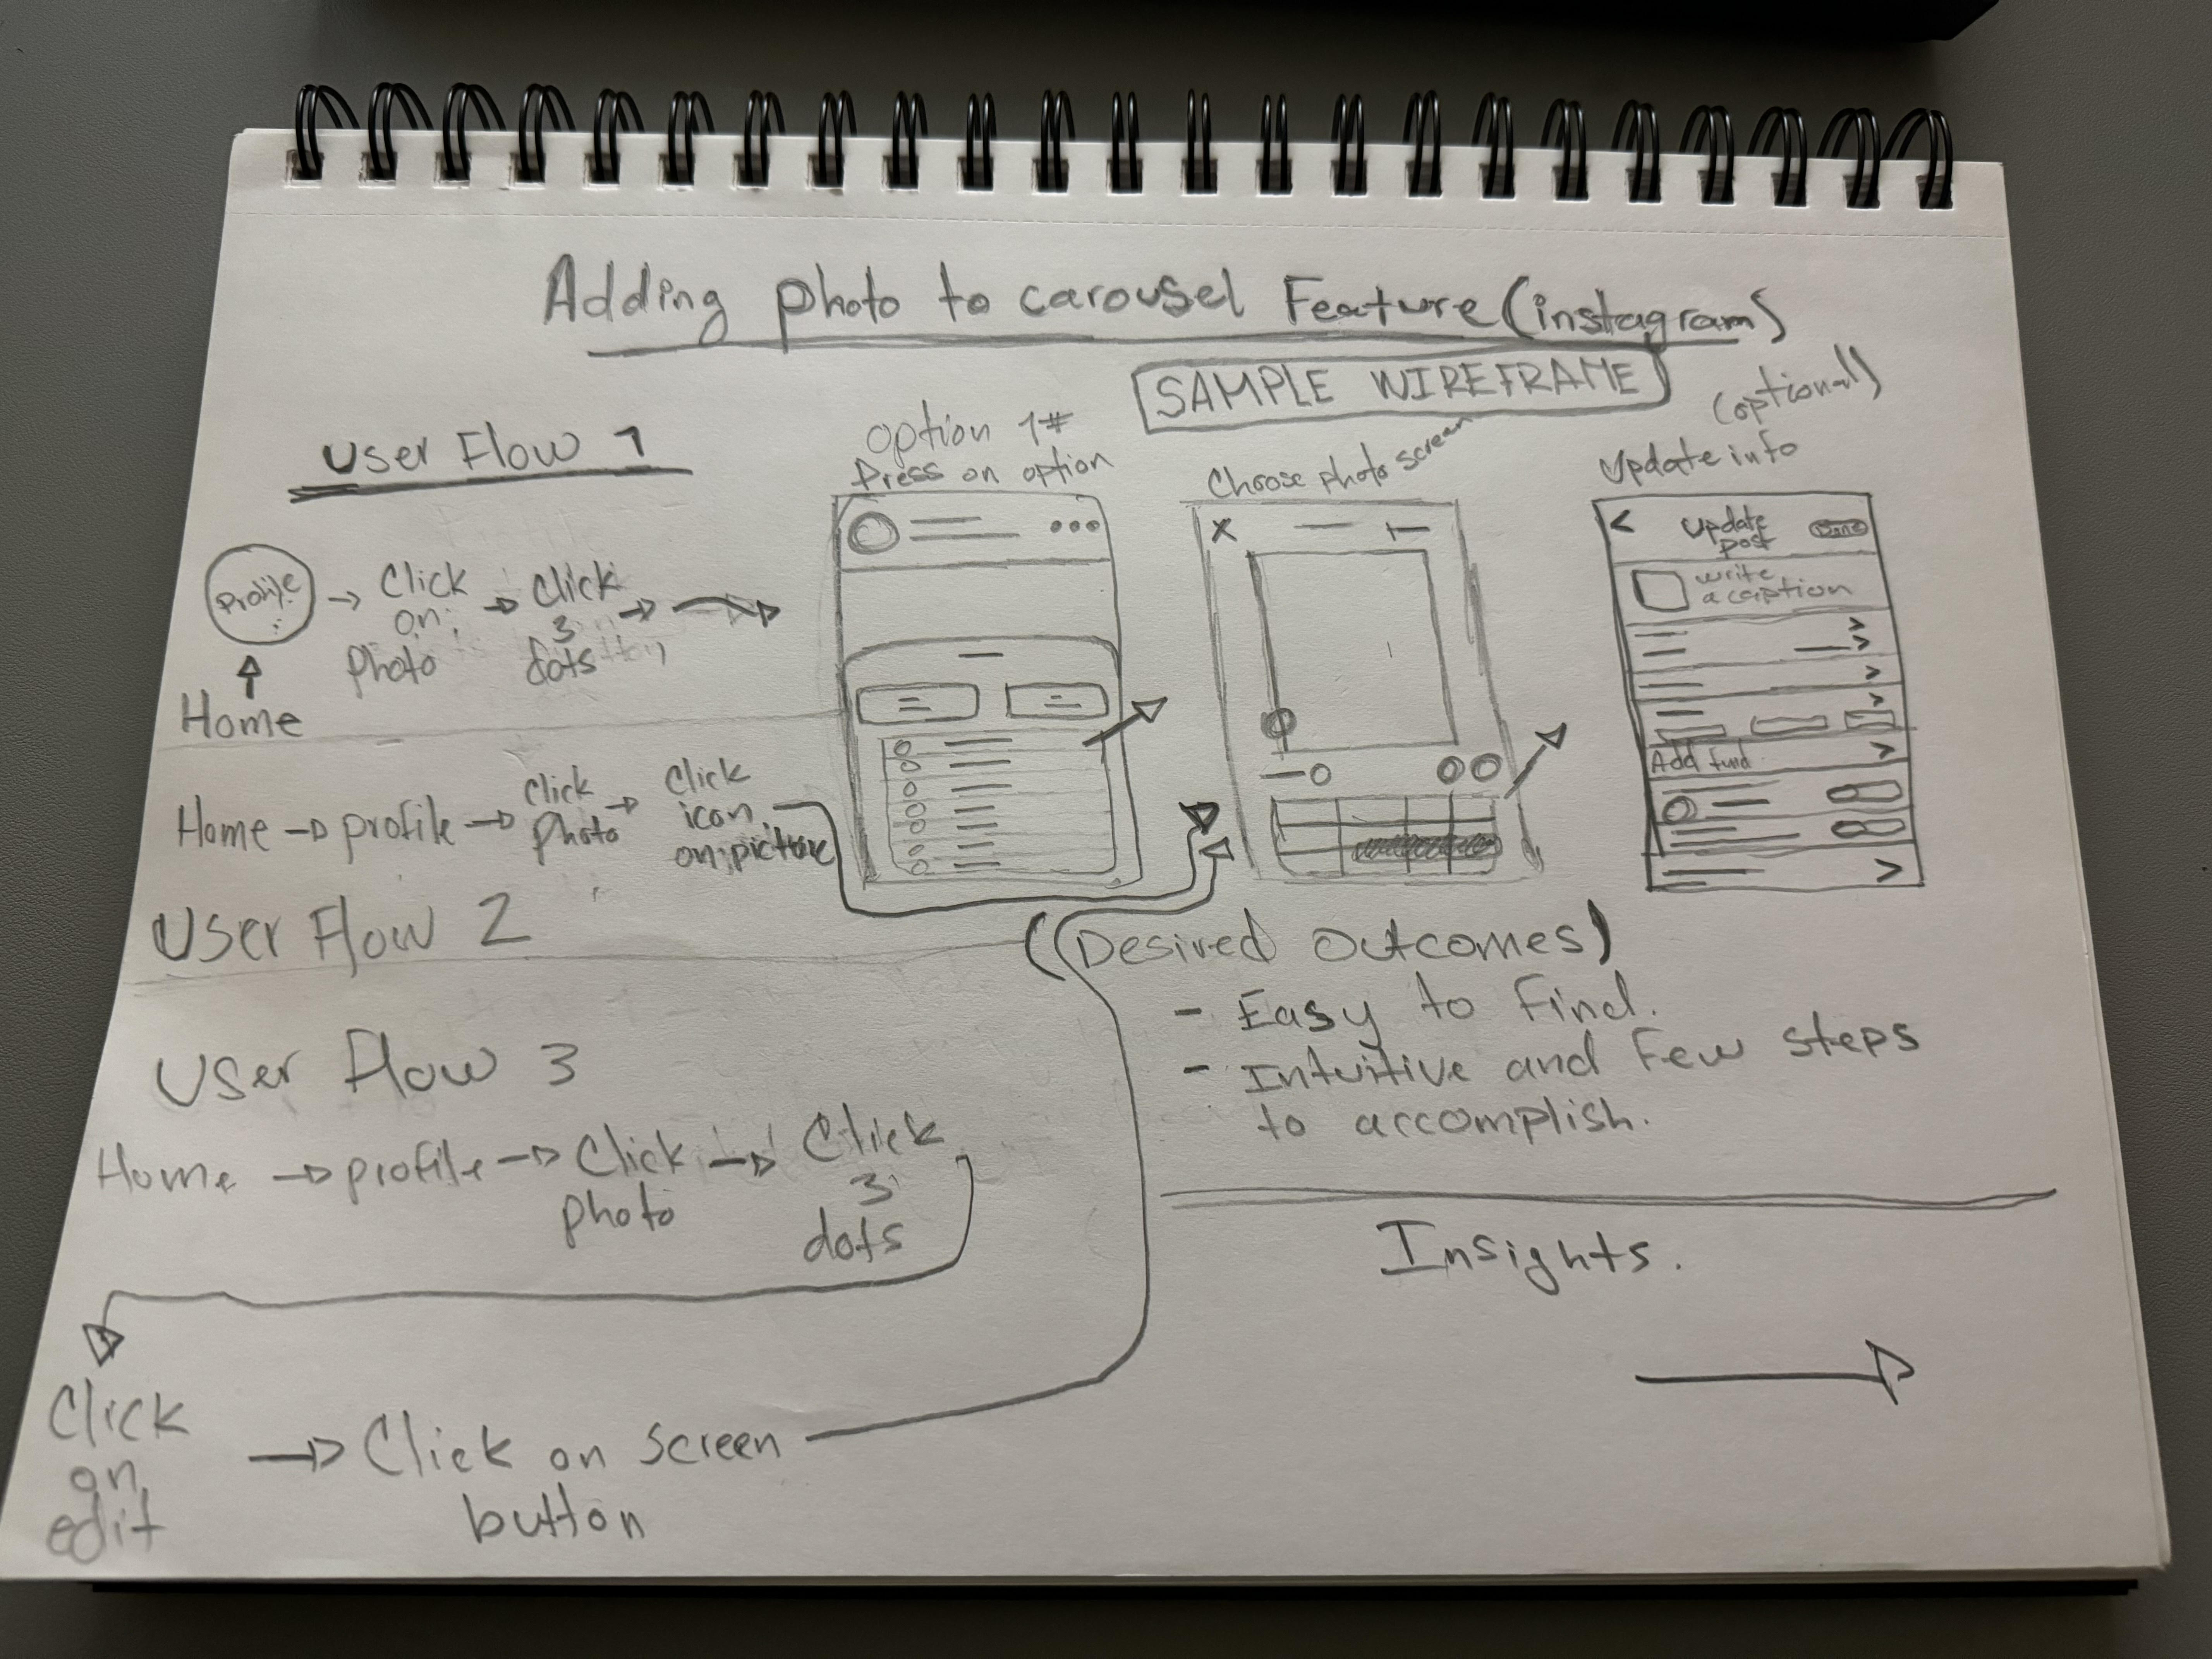 Adding photo to carousel Feature (instagram)
SAMPLE WIREFRAME
User Flow 1
Profile
Click
on
photo
Click
3
dots
Home
option 1#
Press on option
Choose photo screen
(optional)
Update info
Update
post
Done
write
a caption
Add fund
Home profile Click
photo
Click
icon
on picture
User Flow 2
(Desired outcomes)
- Easy to find.
- Intuitive and few steps
to accomplish.
User Flow 3
Home profile Click
photo
Click
3
dots
Click
on
edit
Click on screen
button
Insights.